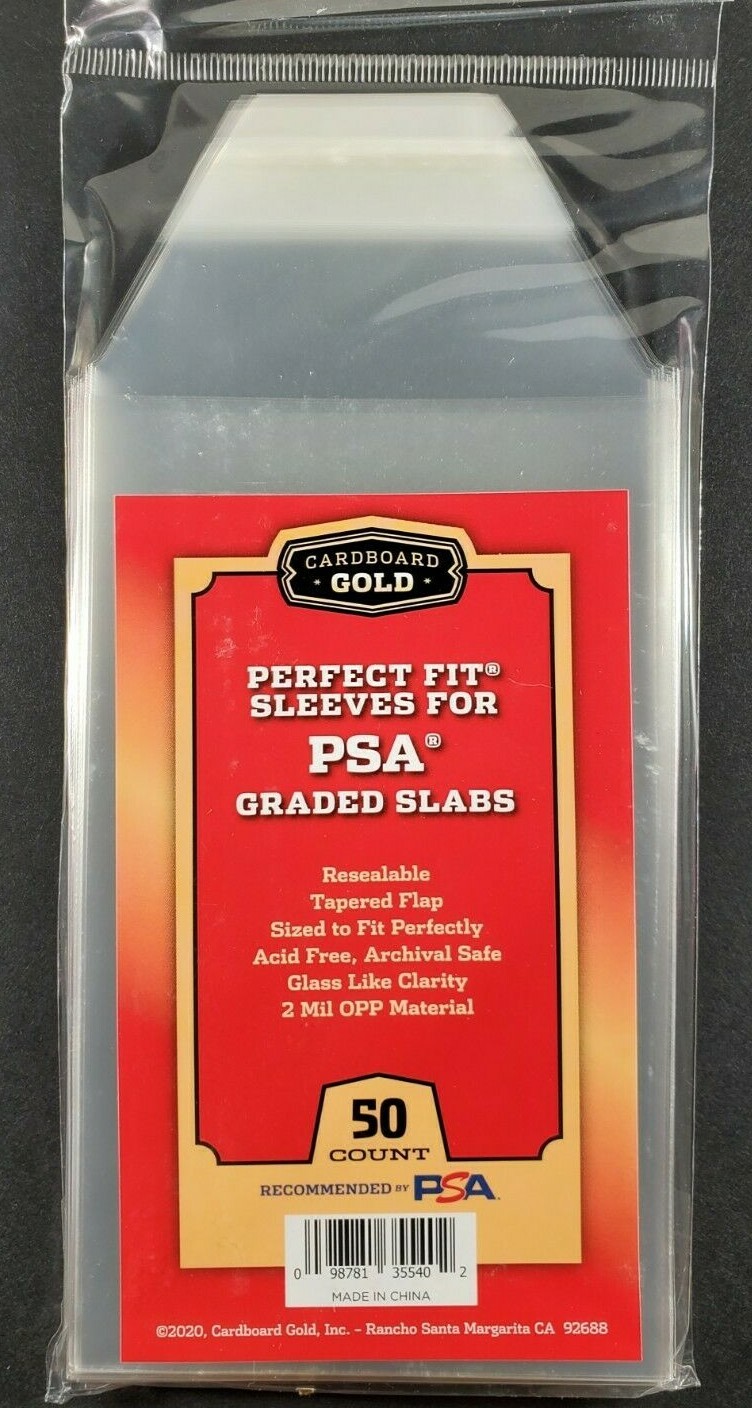 CARDBOARD
GOLD
PERFECT FIT®
SLEEVES FOR
PSA®
GRADED SLABS
Resealable
Tapered Flap
Sized to Fit Perfectly
Acid Free, Archival Safe
Glass Like Clarity
2 Mil OPP Material
50
COUNT
RECOMMENDED BY PSA
0 98781 35540 2
MADE IN CHINA
©2020, Cardboard Gold, Inc. – Rancho Santa Margarita CA 92688